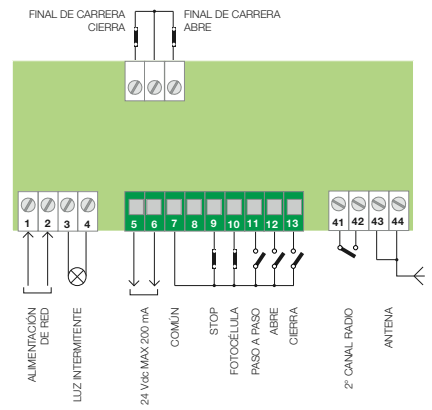 FINAL DE CARRERA
CIERRA
FINAL DE CARRERA
ABRE
1 2 3 4
5 6 7 8 9 10 11 12 13
41 42 43 44
ALIMENTACIÓN
DE RED
LUZ INTERMITENTE
24 Vdc MAX 200 mA
COMÚN
STOP
FOTOCÉLULA
PASO A PASO
ABRE
CIERRA
2° CANAL RADIO
ANTENA